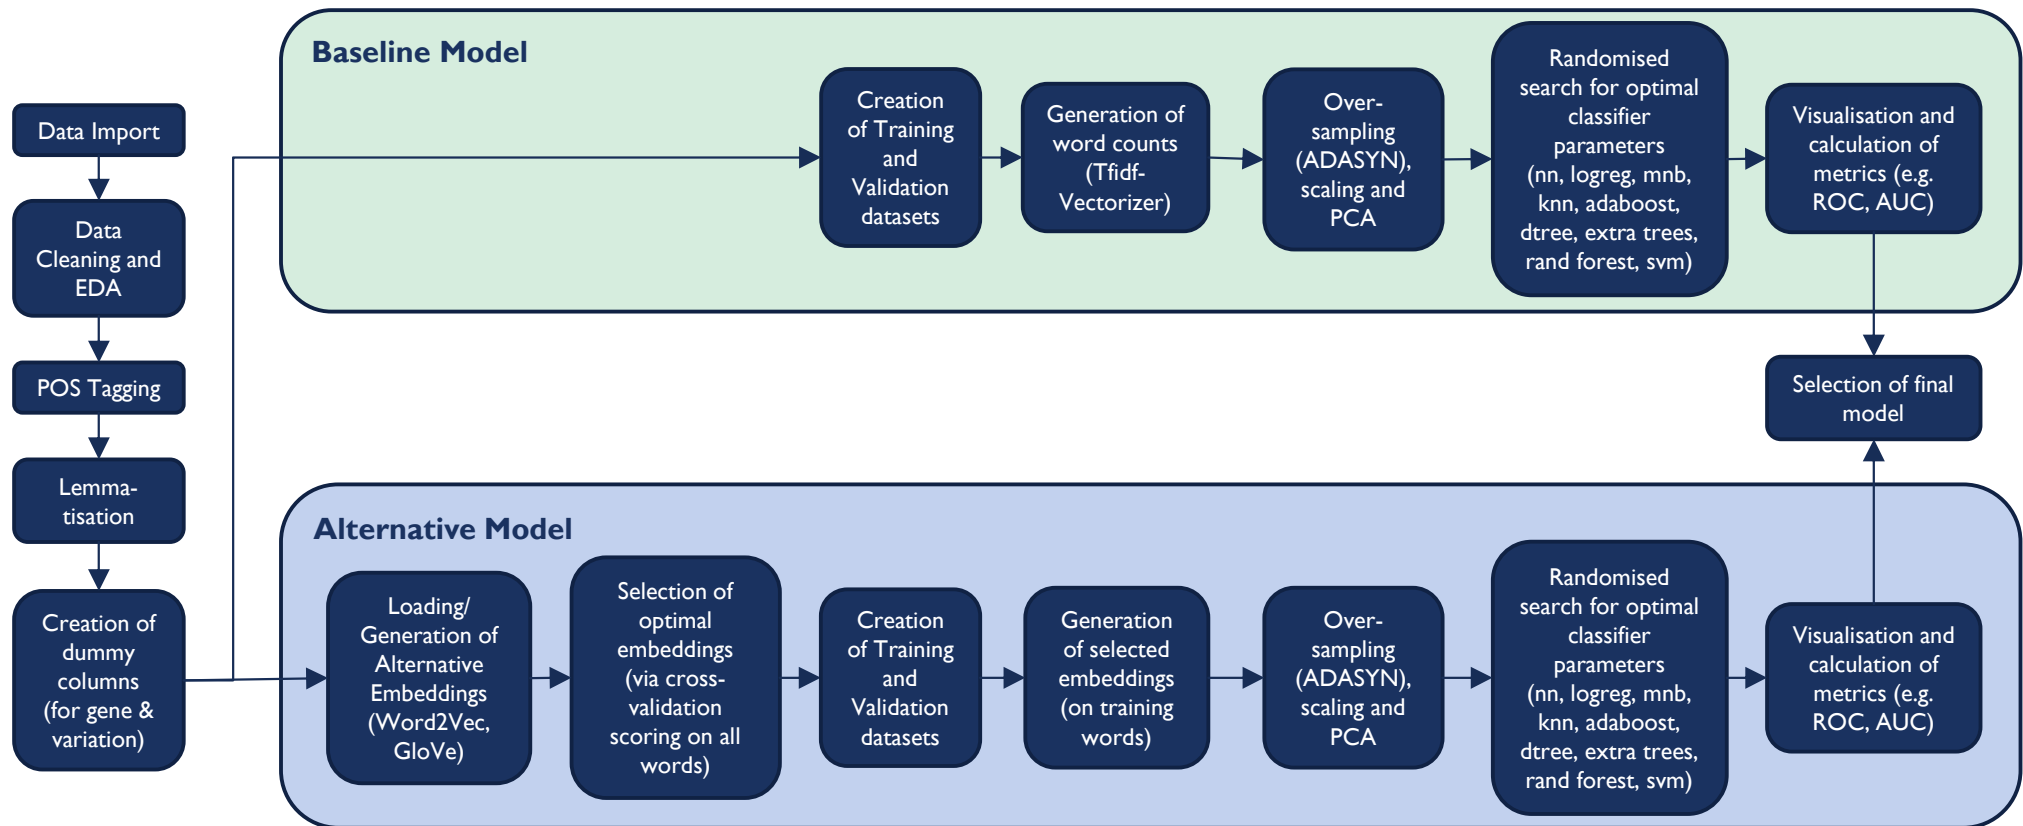 Baseline Model
Data Import
Data
Cleaning and
EDA
POS Tagging
Lemma-
tisation
Creation of
dummy
columns
(for gene &
variation)
Creation
of Training
and
Validation
datasets
Generation of
word counts
(Tfidf-
Vectorizer)
Over-
sampling
(ADASYN),
scaling and
PCA
Randomised
search for optimal
classifier
parameters
(nn, logreg, mnb,
knn, adaboost,
dtree, extra trees,
rand forest, svm)
Visualisation and
calculation of
metrics (e.g.
ROC, AUC)
Selection of final
model
Alternative Model
Loading/
Generation of
Alternative
Embeddings
(Word2Vec,
GloVe)
Selection of
optimal
embeddings
(via cross-
validation
scoring on all
words)
Creation
of Training
and
Validation
datasets
Generation
of selected
embeddings
(on training
words)
Over-
sampling
(ADASYN),
scaling and
PCA
Randomised
search for optimal
classifier
parameters
(nn, logreg, mnb,
knn, adaboost,
dtree, extra trees,
rand forest, svm)
Visualisation and
calculation of
metrics (e.g.
ROC, AUC)